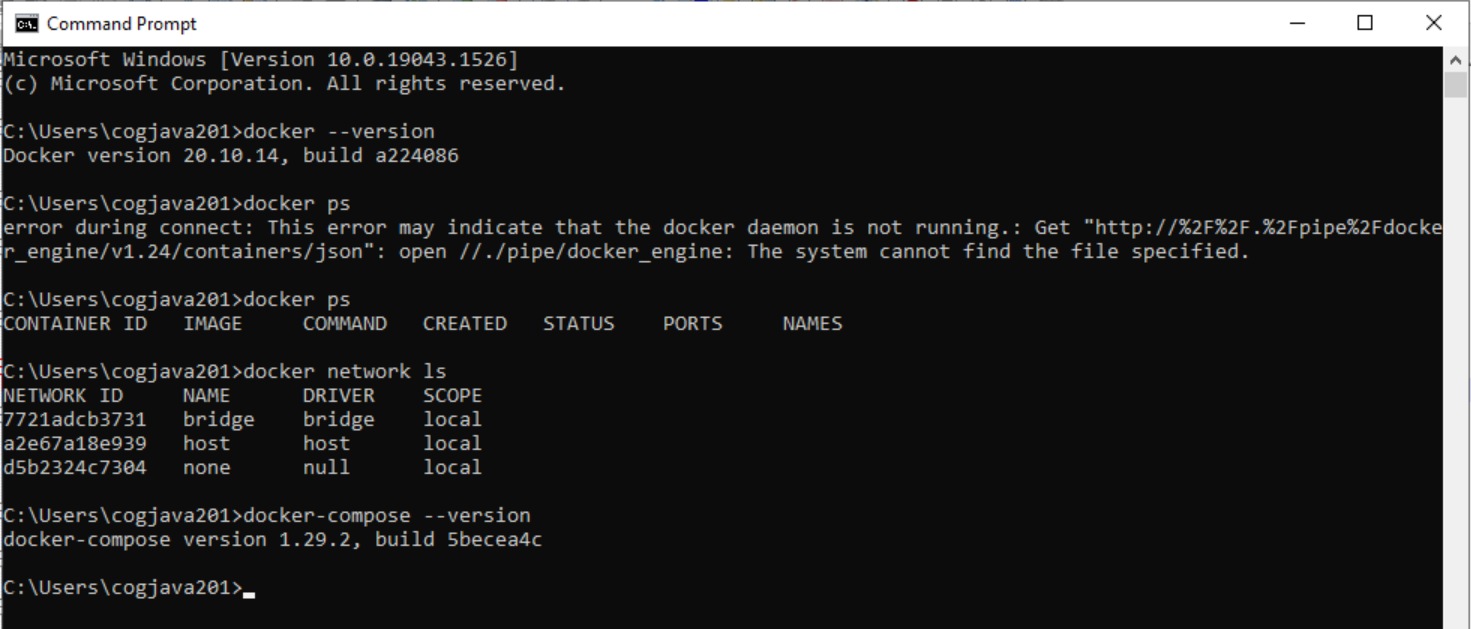 Command Prompt
Microsoft Windows [Version 10.0.19043.1526]
(c) Microsoft Corporation. All rights reserved.
C:\Users\cogjava201>docker --version
Docker version 20.10.14, build a224086
C:\Users\cogjava201>docker ps
error during connect: This error may indicate that the docker daemon is not running.: Get "http://%2F%2F.%2Fpipe%2Fdocke
r_engine/v1.24/containers/json": open //./pipe/docker_engine: The system cannot find the file specified.
C:\Users\cogjava201>docker ps
CONTAINER ID   IMAGE     COMMAND   CREATED   STATUS    PORTS     NAMES
C:\Users\cogjava201>docker network ls
NETWORK ID     NAME      DRIVER    SCOPE
7721adcb3731   bridge    bridge    local
a2e67a18e939   host      host      local
d5b2324c7304   none      null      local
C:\Users\cogjava201>docker-compose --version
docker-compose version 1.29.2, build 5becea4c
C:\Users\cogjava201>